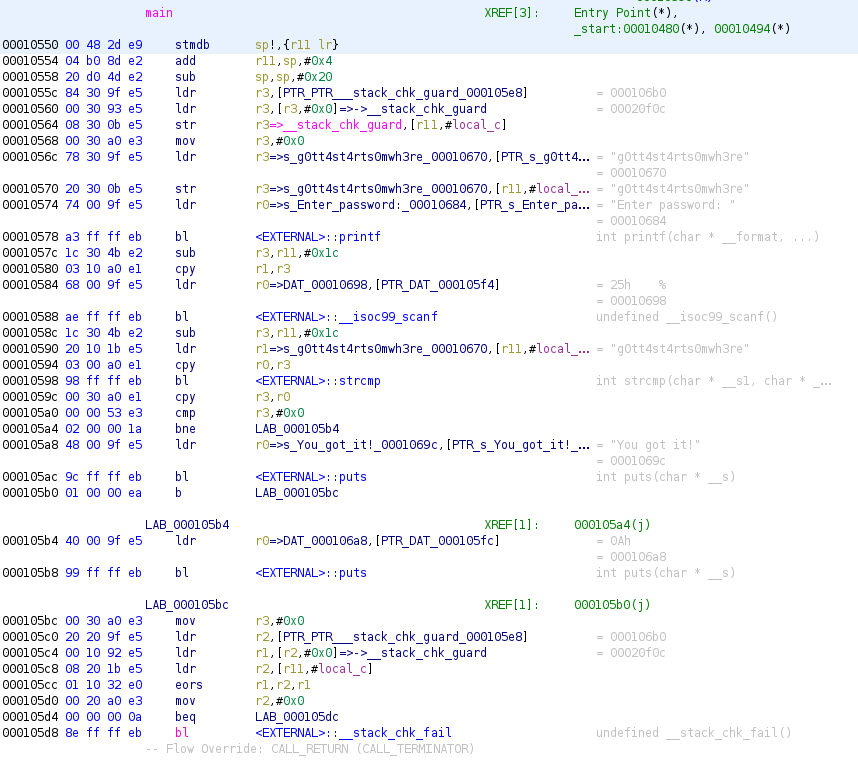 main XREF[3]: Entry Point(*),
_start:00010480(*), 00010494(*)
00010550 00 48 2d e9 stmdb sp!,{r11 lr}
00010554 04 b0 8d e2 add r11,sp,#0x4
00010558 20 d0 4d e2 sub sp,sp,#0x20
0001055c 84 30 9f e5 ldr r3,[PTR_PTR___stack_chk_guard_000105e8] = 000106b0
00010560 00 30 93 e5 ldr r3,[r3,#0x0]=>->__stack_chk_guard = 00020f0c
00010564 08 30 0b e5 str r3=>__stack_chk_guard,[r11,#local_c]
00010568 00 30 a0 e3 mov r3,#0x0
0001056c 78 30 9f e5 ldr r3=>s_g0tt4st4rts0mwh3re_00010670,[PTR_s_g0tt4... = "g0tt4st4rts0mwh3re"
= 00010670
00010570 20 30 0b e5 str r3=>s_g0tt4st4rts0mwh3re_00010670,[r11,#local_... = "g0tt4st4rts0mwh3re"
00010574 74 00 9f e5 ldr r0=>s_Enter_password:_00010684,[PTR_s_Enter_pa... = "Enter password: "
= 00010684
00010578 a3 ff ff eb bl <EXTERNAL>::printf int printf(char * __format, ...)
0001057c 1c 30 4b e2 sub r3,r11,#0x1c
00010580 03 10 a0 e1 cpy r1,r3
00010584 68 00 9f e5 ldr r0=>DAT_00010698,[PTR_DAT_000105f4] = 25h %
= 00010698
00010588 ae ff ff eb bl <EXTERNAL>::__isoc99_scanf undefined __isoc99_scanf()
0001058c 1c 30 4b e2 sub r3,r11,#0x1c
00010590 20 10 1b e5 ldr r1=>s_g0tt4st4rts0mwh3re_00010670,[r11,#local_... = "g0tt4st4rts0mwh3re"
00010594 03 00 a0 e1 cpy r0,r3
00010598 98 ff ff eb bl <EXTERNAL>::strcmp int strcmp(char * __s1, char * _...
0001059c 00 30 a0 e1 cpy r3,r0
000105a0 00 00 53 e3 cmp r3,#0x0
000105a4 02 00 00 1a bne LAB_000105b4
000105a8 48 00 9f e5 ldr r0=>s_You_got_it!_0001069c,[PTR_s_You_got_it!_... = "You got it!"
= 0001069c
000105ac 9c ff ff eb bl <EXTERNAL>::puts int puts(char * __s)
000105b0 01 00 00 ea b LAB_000105bc
LAB_000105b4 XREF[1]: 000105a4(j)
000105b4 40 00 9f e5 ldr r0=>DAT_000106a8,[PTR_DAT_000105fc] = 0Ah
= 000106a8
000105b8 99 ff ff eb bl <EXTERNAL>::puts int puts(char * __s)
LAB_000105bc XREF[1]: 000105b0(j)
000105bc 00 30 a0 e3 mov r3,#0x0
000105c0 20 20 9f e5 ldr r2,[PTR_PTR___stack_chk_guard_000105e8] = 000106b0
000105c4 00 10 92 e5 ldr r1,[r2,#0x0]=>->__stack_chk_guard = 00020f0c
000105c8 08 20 1b e5 ldr r2,[r11,#local_c]
000105cc 01 10 32 e0 eors r1,r2,r1
000105d0 00 20 a0 e3 mov r2,#0x0
000105d4 00 00 00 0a beq LAB_000105dc
000105d8 8e ff ff eb bl <EXTERNAL>::__stack_chk_fail undefined __stack_chk_fail()
-- Flow Override: CALL_RETURN (CALL_TERMINATOR)